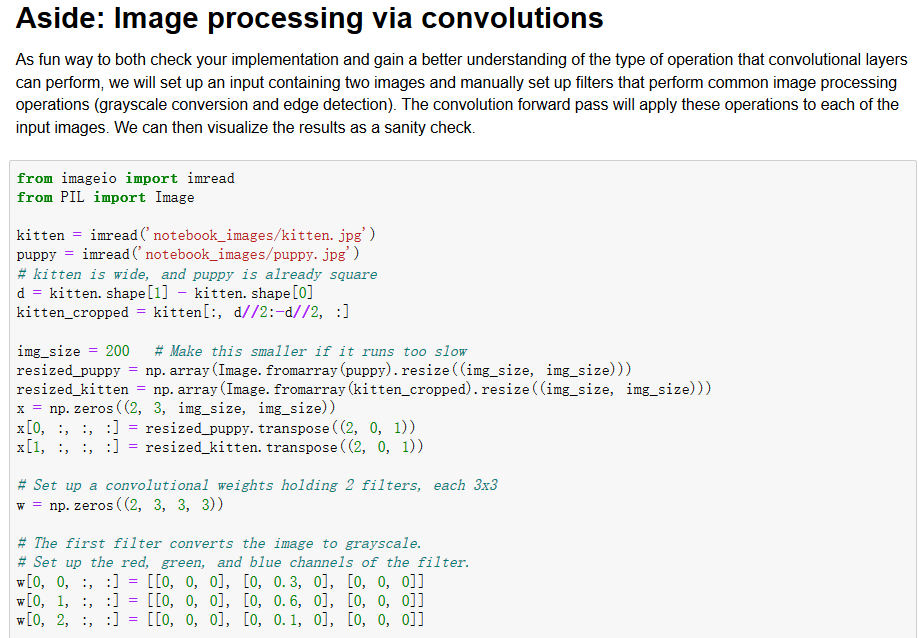 Aside: Image processing via convolutions
As fun way to both check your implementation and gain a better understanding of the type of operation that convolutional layers
can perform, we will set up an input containing two images and manually set up filters that perform common image processing
operations (grayscale conversion and edge detection). The convolution forward pass will apply these operations to each of the
input images. We can then visualize the results as a sanity check.
from imageio import imread
from PIL import Image
kitten = imread('notebook_images/kitten.jpg')
puppy = imread('notebook_images/puppy.jpg')
# kitten is wide, and puppy is already square
d = kitten.shape[1] - kitten.shape[0]
kitten_cropped = kitten[:, d//2:-d//2, :]
img_size = 200   # Make this smaller if it runs too slow
resized_puppy = np.array(Image.fromarray(puppy).resize((img_size, img_size)))
resized_kitten = np.array(Image.fromarray(kitten_cropped).resize((img_size, img_size)))
x = np.zeros((2, 3, img_size, img_size))
x[0, :, :, :] = resized_puppy.transpose((2, 0, 1))
x[1, :, :, :] = resized_kitten.transpose((2, 0, 1))
# Set up a convolutional weights holding 2 filters, each 3x3
w = np.zeros((2, 3, 3, 3))
# The first filter converts the image to grayscale.
# Set up the red, green, and blue channels of the filter.
w[0, 0, :, :] = [[0, 0, 0], [0, 0.3, 0], [0, 0, 0]]
w[0, 1, :, :] = [[0, 0, 0], [0, 0.6, 0], [0, 0, 0]]
w[0, 2, :, :] = [[0, 0, 0], [0, 0.1, 0], [0, 0, 0]]